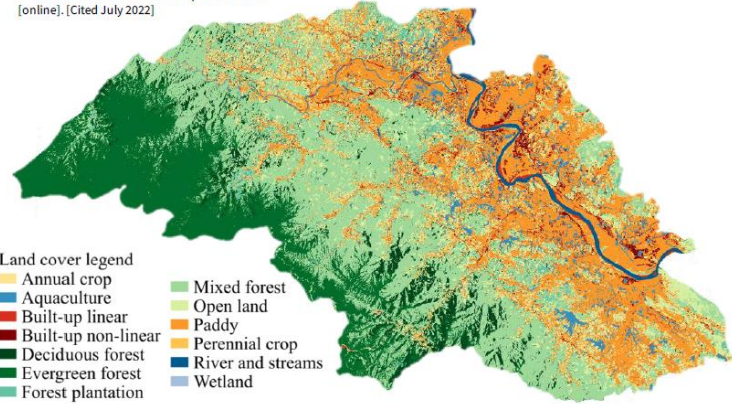 [online]. [Cited July 2022]
Land cover legend
Annual crop
Aquaculture
Built-up linear
Built-up non-linear
Deciduous forest
Evergreen forest
Forest plantation
Mixed forest
Open land
Paddy
Perennial crop
River and streams
Wetland